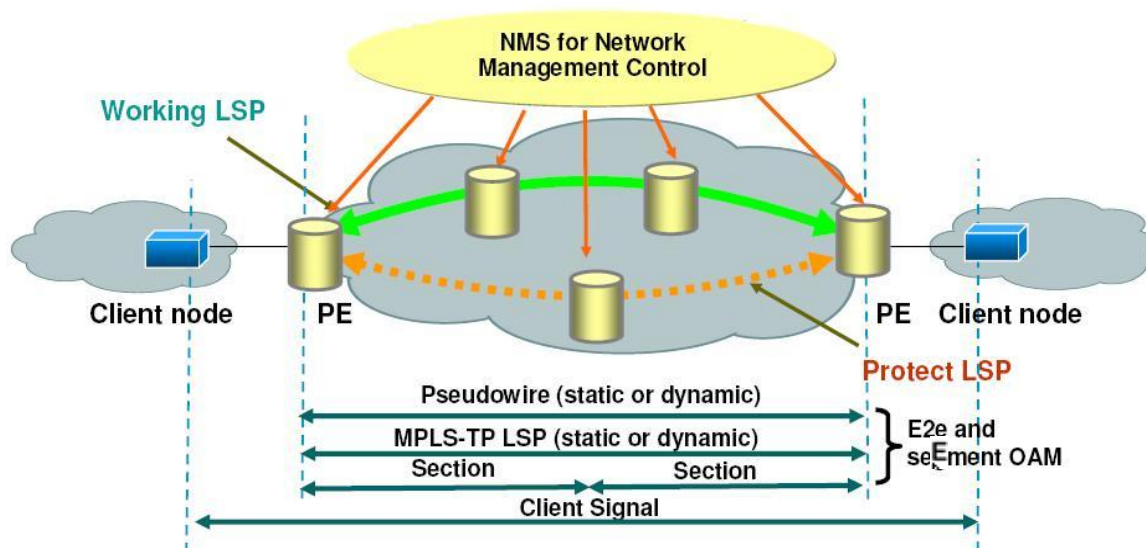 NMS for Network
Management Control
Working LSP
Client node
PE
PE
Client node
Protect LSP
Pseudowire (static or dynamic)
MPLS-TP LSP (static or dynamic)
Section
Section
E2e and
OAM
E
Client Signal